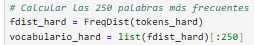 # Calcular las 250 palabras más frecuentes
fdist_hard = FreqDist(tokens_hard)
vocabulario_hard = list(fdist_hard)[:250]